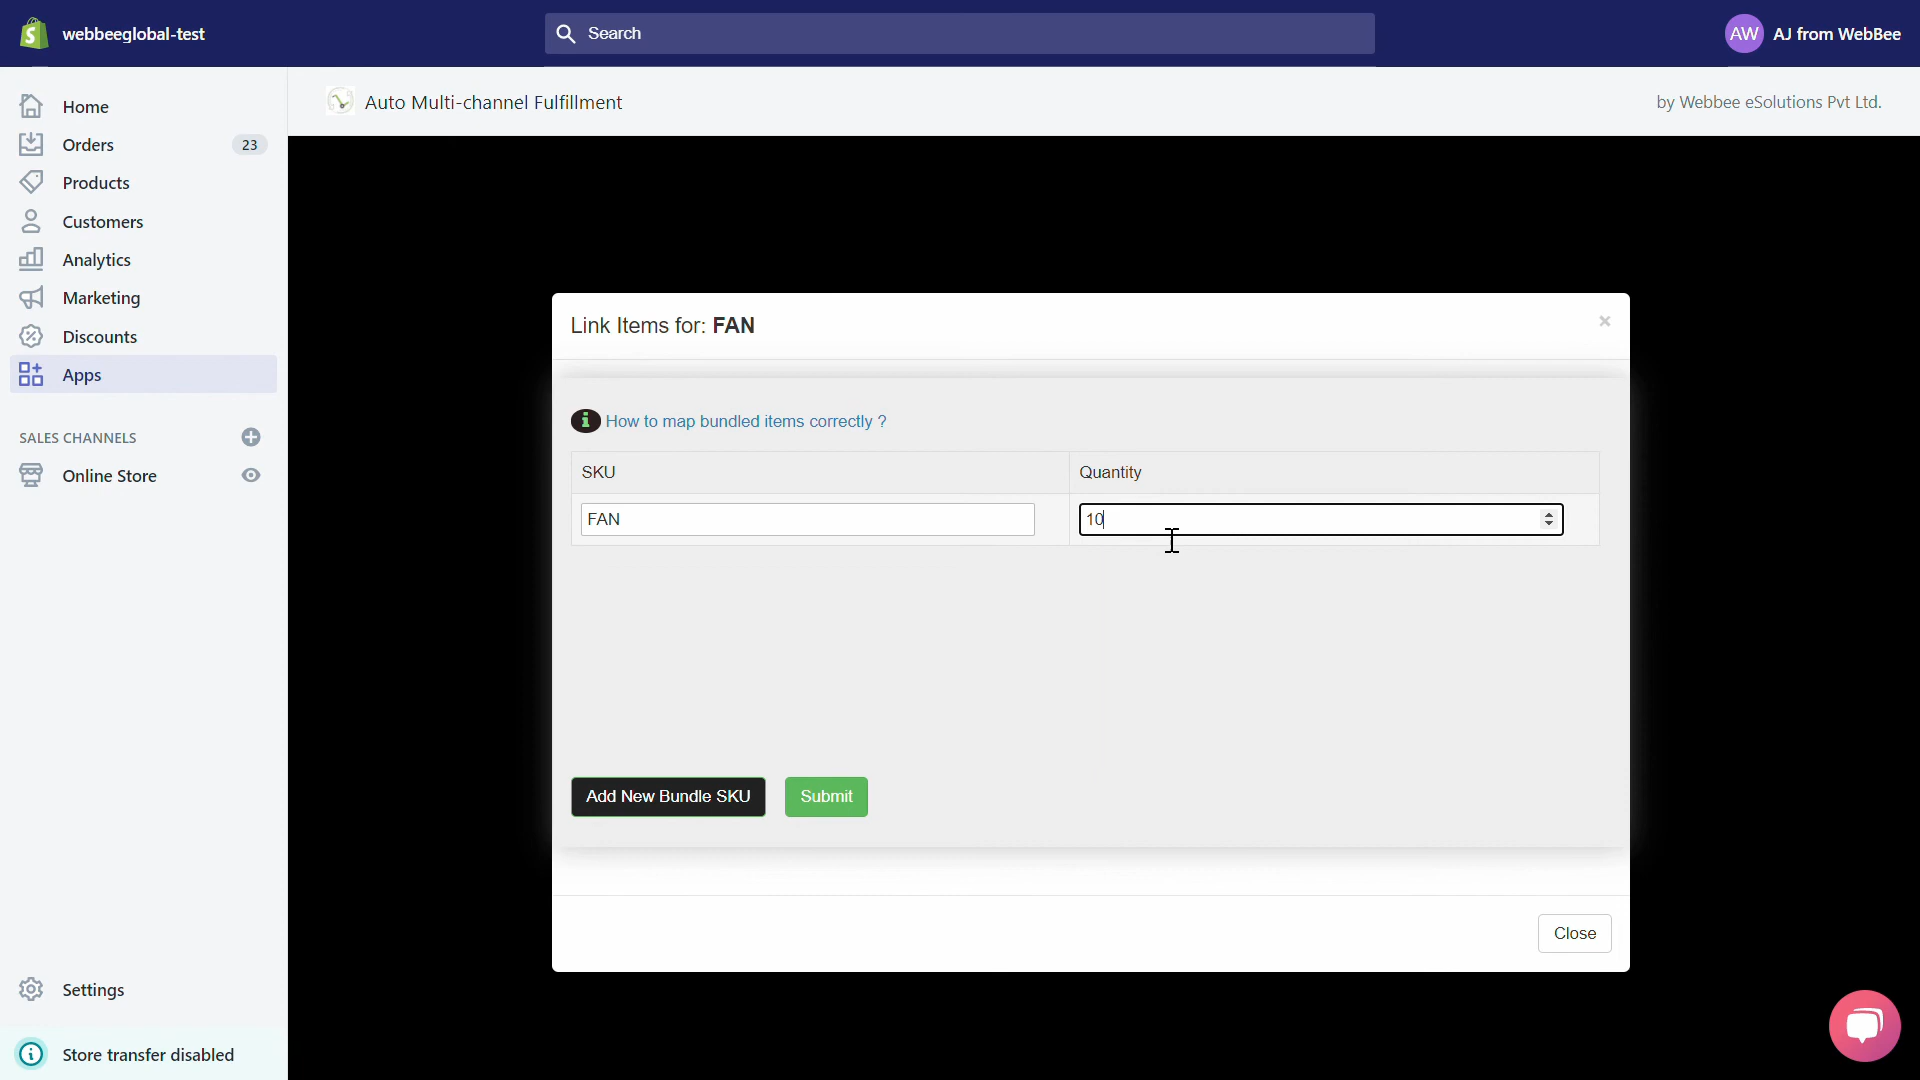 webbeeglobal-test
Search
AW AJ from WebBee
Home
Orders 23
Products
Customers
Analytics
Marketing
Discounts
Apps
SALES CHANNELS
Online Store
Settings
Store transfer disabled
Auto Multi-channel Fulfillment
by Webbee eSolutions Pvt Ltd.
Link Items for: FAN
×
How to map bundled items correctly ?
SKU Quantity
FAN 10
Add New Bundle SKU Submit
Close